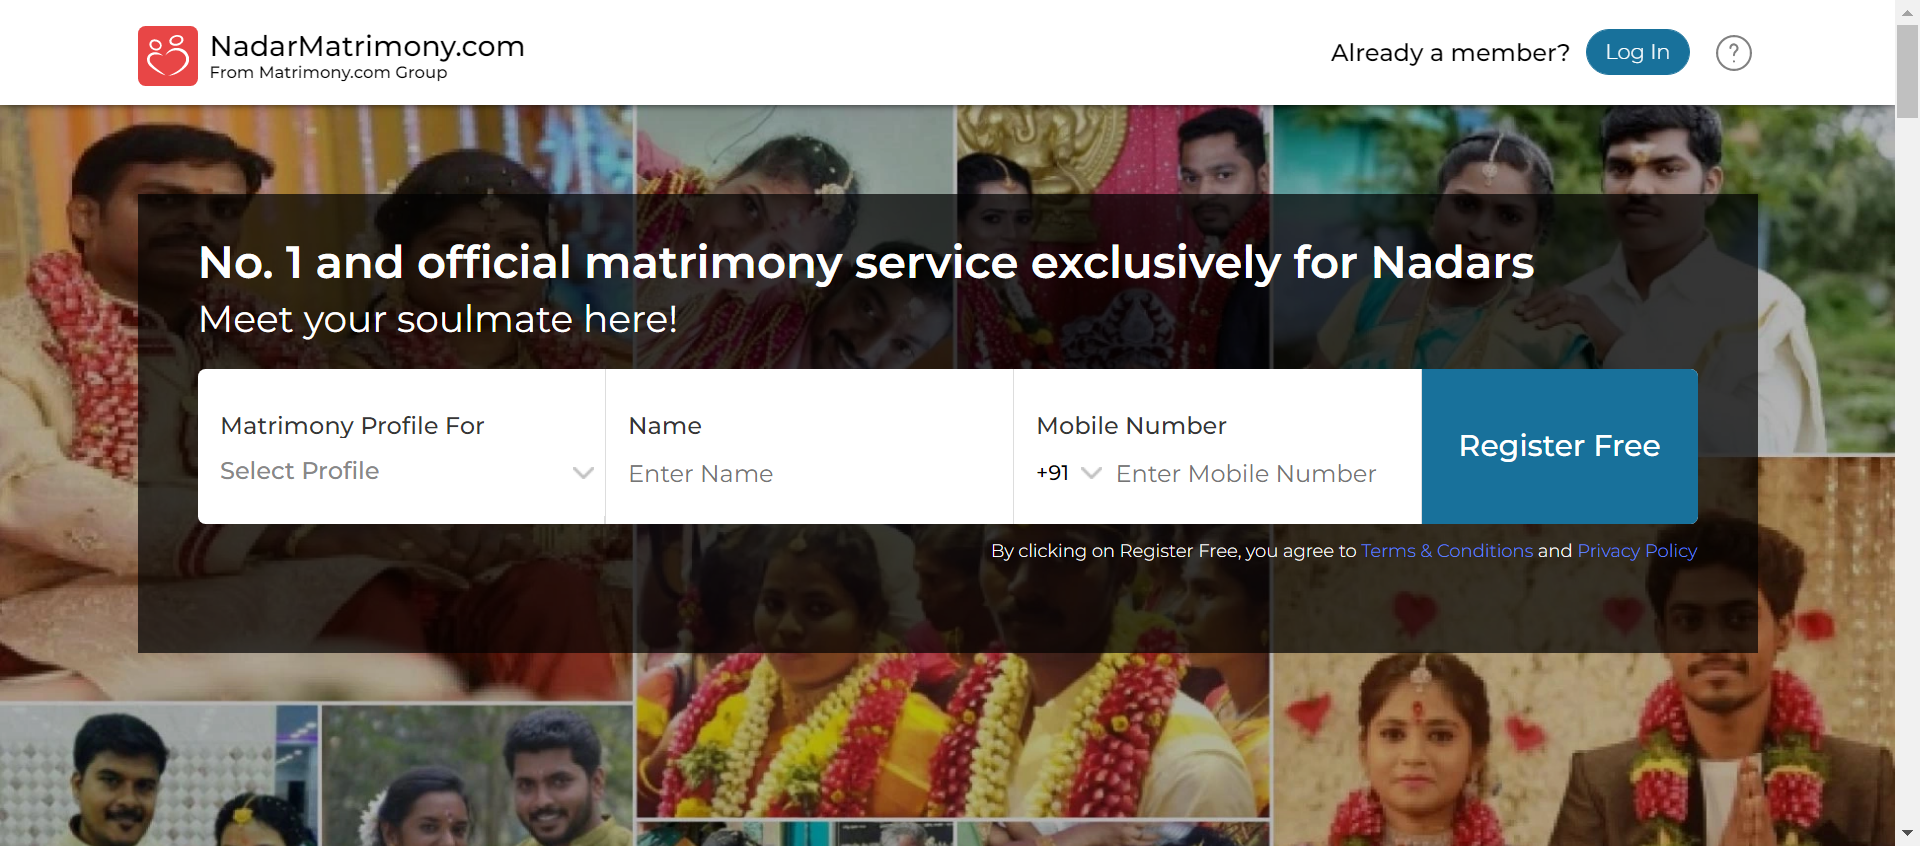 NadarMatrimony.com
From Matrimony.com Group
Already a member?
Log In
?
No. 1 and official matrimony service exclusively for Nadars
Meet your soulmate here!
Matrimony Profile For
Select Profile
Name
Enter Name
Mobile Number
+91
Enter Mobile Number
Register Free
By clicking on Register Free, you agree to Terms & Conditions and Privacy Policy